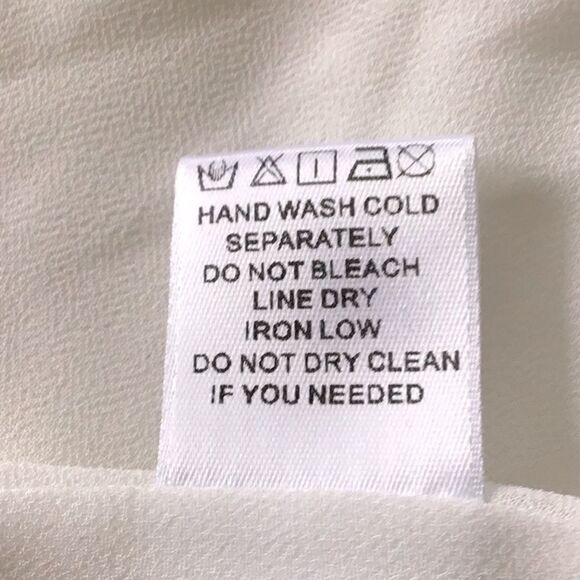 HAND WASH COLD
SEPARATELY
DO NOT BLEACH
LINE DRY
IRON LOW
DO NOT DRY CLEAN
IF YOU NEEDED